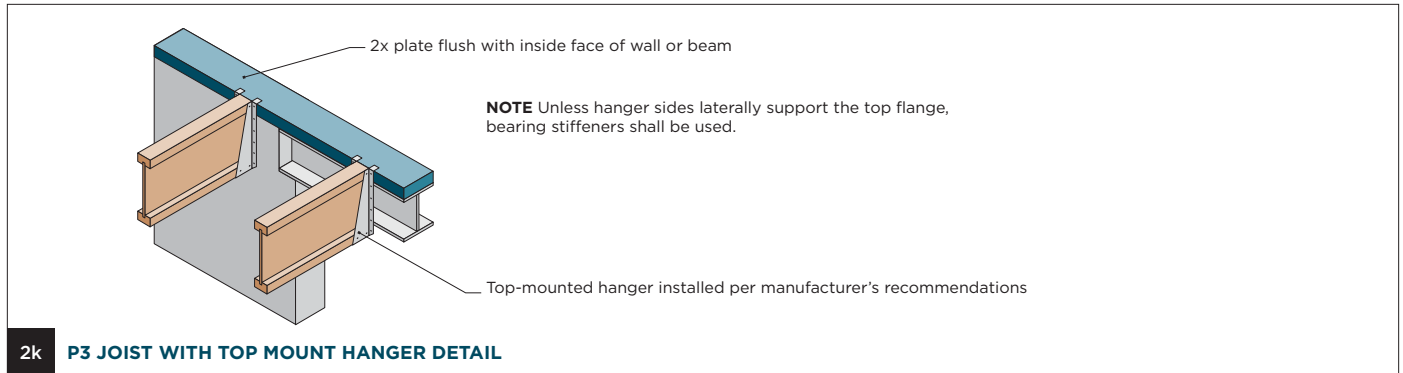 2x plate flush with inside face of wall or beam
NOTE Unless hanger sides laterally support the top flange,
bearing stiffeners shall be used.
Top-mounted hanger installed per manufacturer’s recommendations
2k P3 JOIST WITH TOP MOUNT HANGER DETAIL